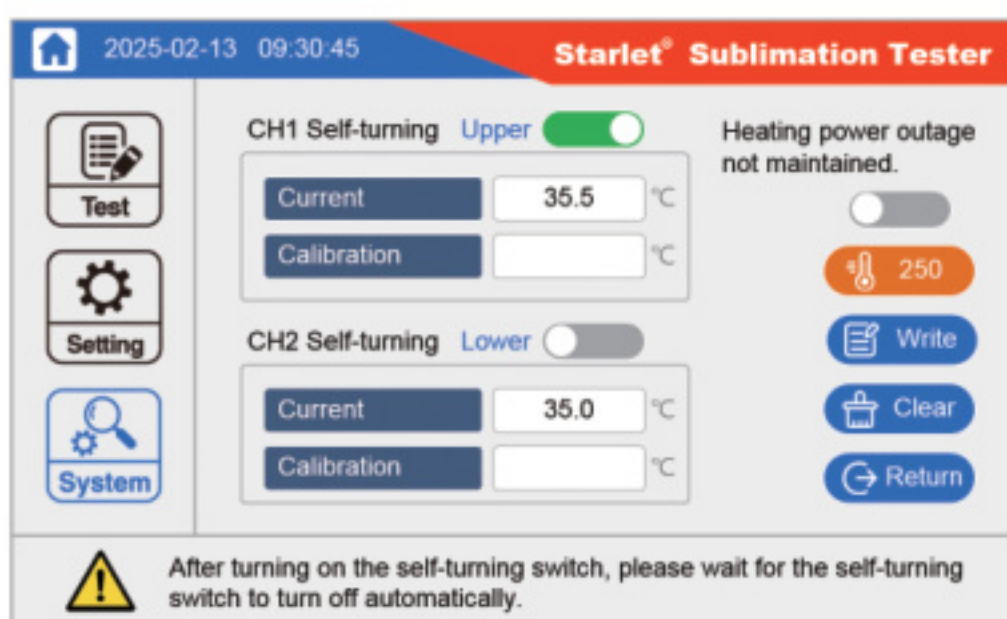 2025-02-13 09:30:45
Starlet® Sublimation Tester
Test
Setting
System
CH1 Self-turning Upper
Current 35.5 ℃
Calibration ℃
CH2 Self-turning Lower
Current 35.0 ℃
Calibration ℃
Heating power outage
not maintained.
250
Write
Clear
Return
After turning on the self-turning switch, please wait for the self-turning
switch to turn off automatically.